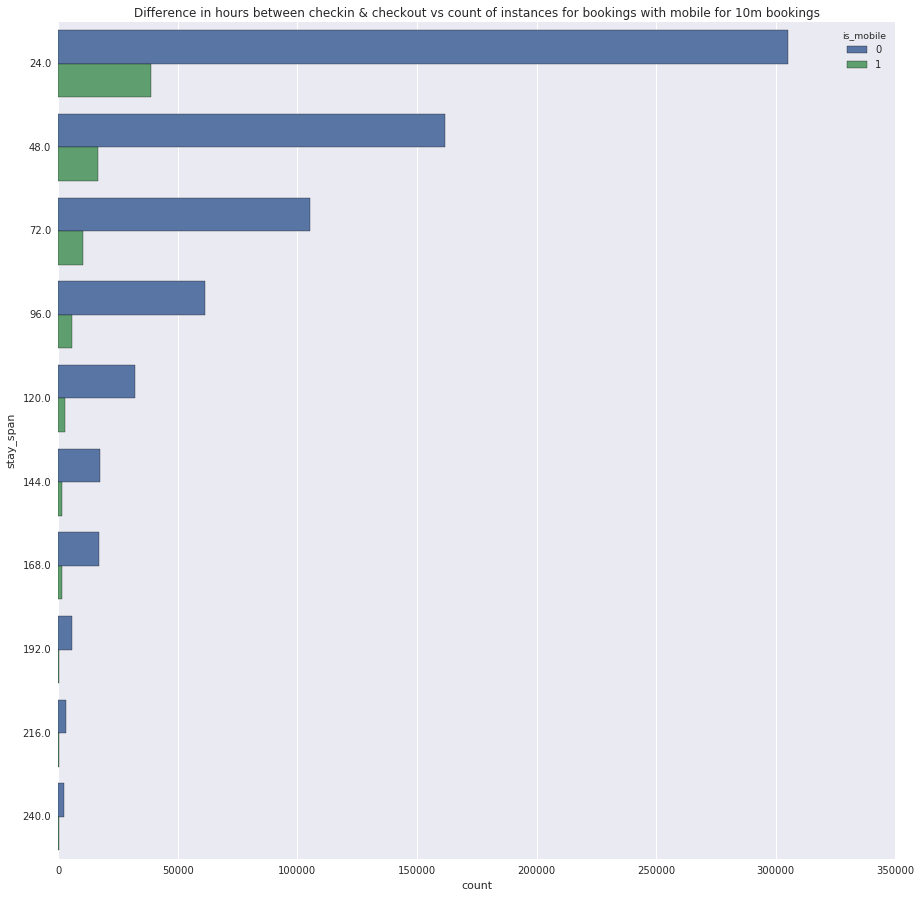 Difference in hours between checkin & checkout vs count of instances for bookings with mobile for 10m bookings
is_mobile
0
1
stay_span
24.0
48.0
72.0
96.0
120.0
144.0
168.0
192.0
216.0
240.0
0 50000 100000 150000 200000 250000 300000 350000
count